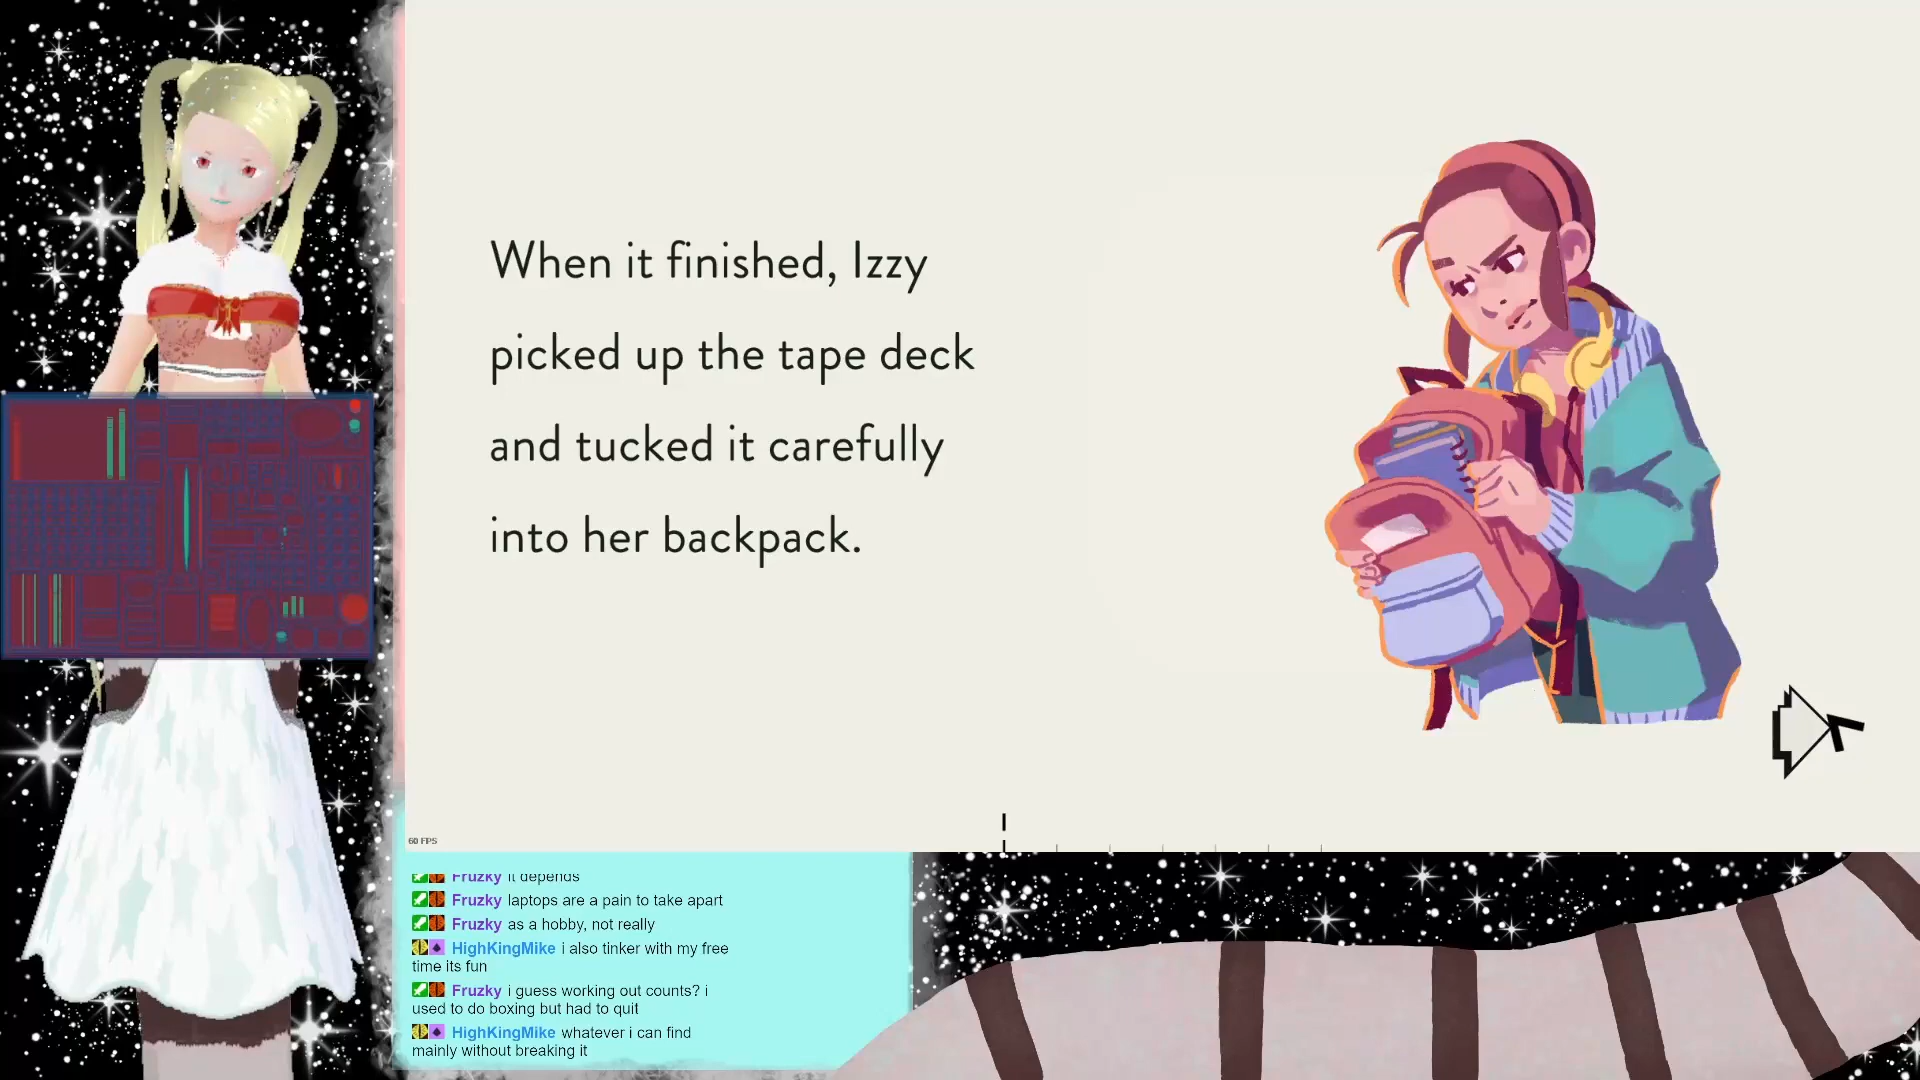 When it finished, Izzy
picked up the tape deck
and tucked it carefully
into her backpack.
60 FPS
Fruzky it depends
Fruzky laptops are a pain to take apart
Fruzky as a hobby, not really
HighKingMike i also tinker with my free
time its fun
Fruzky i guess working out counts? i
used to do boxing but had to quit
HighKingMike whatever i can find
mainly without breaking it